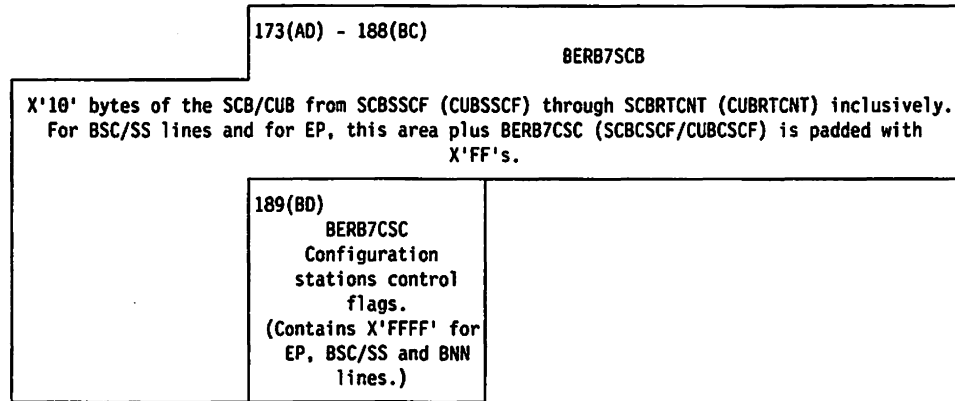 173(AD) - 188(BC)
BERB7SCB
X'10' bytes of the SCB/CUB from SCBSSCF (CUBSSCF) through SCBRTCNT (CUBRTCNT) inclusively.
For BSC/SS lines and for EP, this area plus BERB7CSC (SCBCSCF/CUBCSCF) is padded with
X'FF's.
189(BD)
BERB7CSC
Configuration
stations control
flags.
(Contains X'FFFF' for
EP, BSC/SS and BNN
lines.)